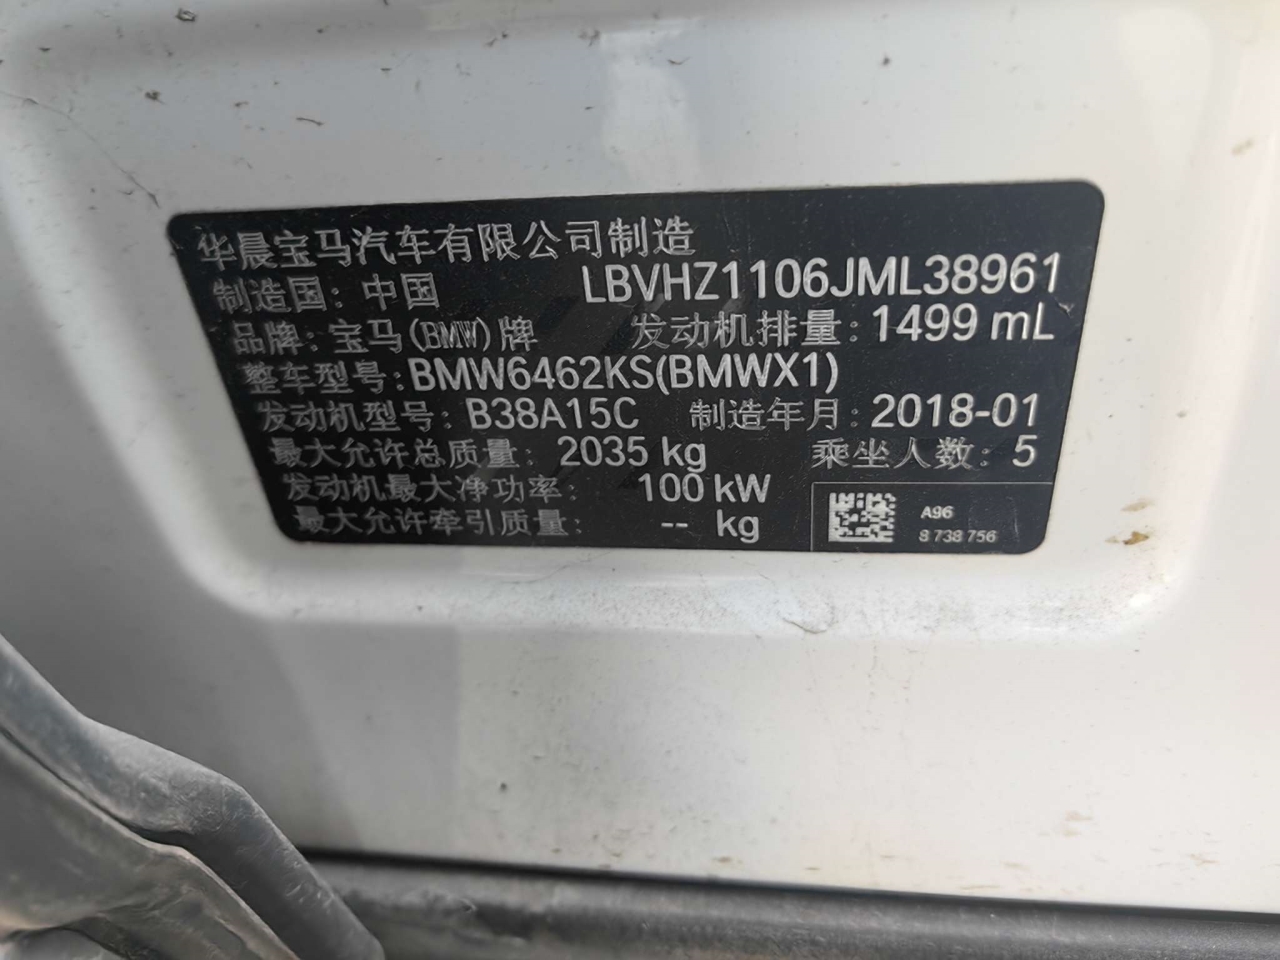 华晨宝马汽车有限公司制造
制造国：中国 LBVHZ1106JML38961
品牌：宝马(BMW)牌 发动机排量：1499 mL
整车型号：BMW6462KS(BMWX1)
发动机型号：B38A15C 制造年月：2018-01
最大允许总质量：2035 kg 乘坐人数：5
发动机最大净功率：100 kW
最大允许牵引质量：-- kg
A96
8 738 756